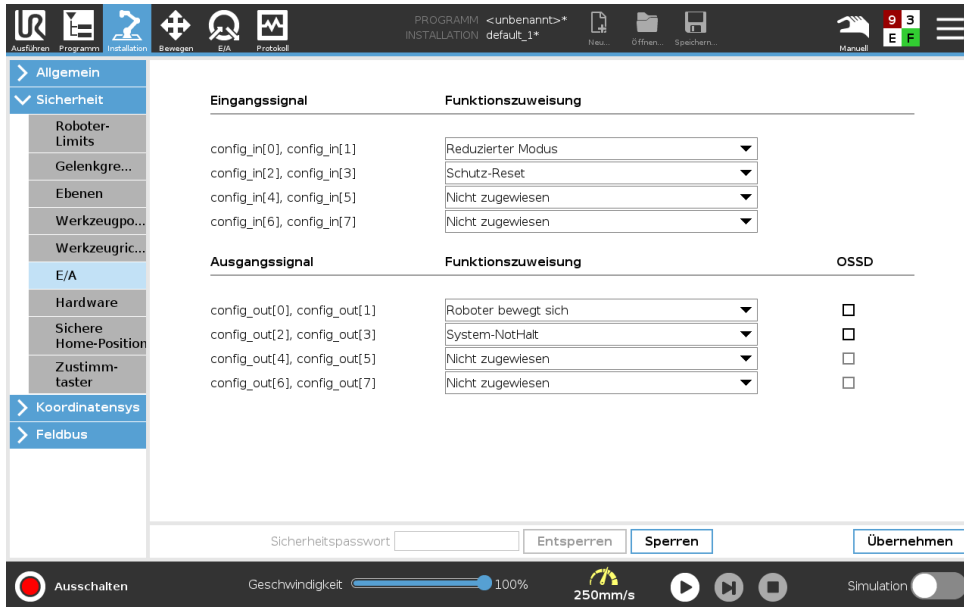 PROGRAMM <unbenannt>*
INSTALLATION default_1*
Ausführen Programm Installation Bewegen E/A Protokoll Neu... Öffnen... Speichern... Manuell
9 3
E F
Allgemein
Sicherheit
Roboter-
Limits
Gelenkgre...
Ebenen
Werkzeugpo...
Werkzeugric...
E/A
Hardware
Sichere
Home-Position
Zustimm-
taster
Koordinatensys
Feldbus
Eingangssignal Funktionszuweisung
config_in[0], config_in[1] Reduzierter Modus
config_in[2], config_in[3] Schutz-Reset
config_in[4], config_in[5] Nicht zugewiesen
config_in[6], config_in[7] Nicht zugewiesen
Ausgangssignal Funktionszuweisung OSSD
config_out[0], config_out[1] Roboter bewegt sich
config_out[2], config_out[3] System-NotHalt
config_out[4], config_out[5] Nicht zugewiesen
config_out[6], config_out[7] Nicht zugewiesen
Sicherheitspasswort Entsperren Sperren Übernehmen
Ausschalten Geschwindigkeit 100% 250mm/s Simulation